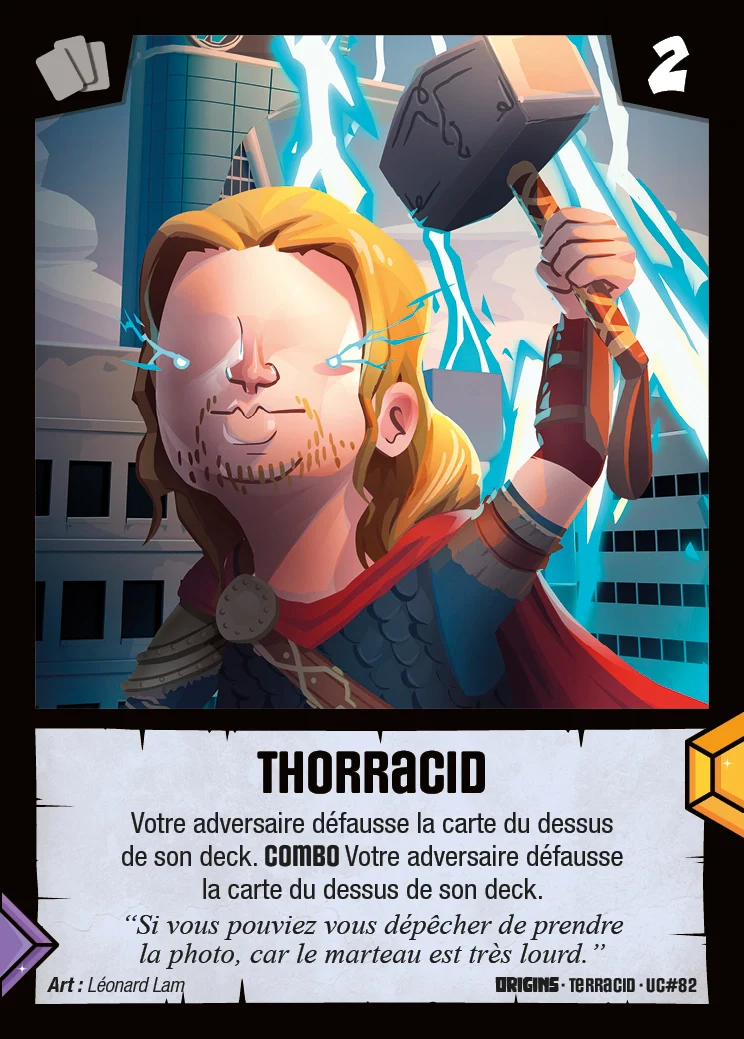 2
THORRACID
Votre adversaire défausse la carte du dessus
de son deck. COMBO Votre adversaire défausse
la carte du dessus de son deck.
“Si vous pouviez vous dépêcher de prendre
la photo, car le marteau est très lourd.”
Art : Léonard Lam
ORIGINS · TERRACID · UC#82